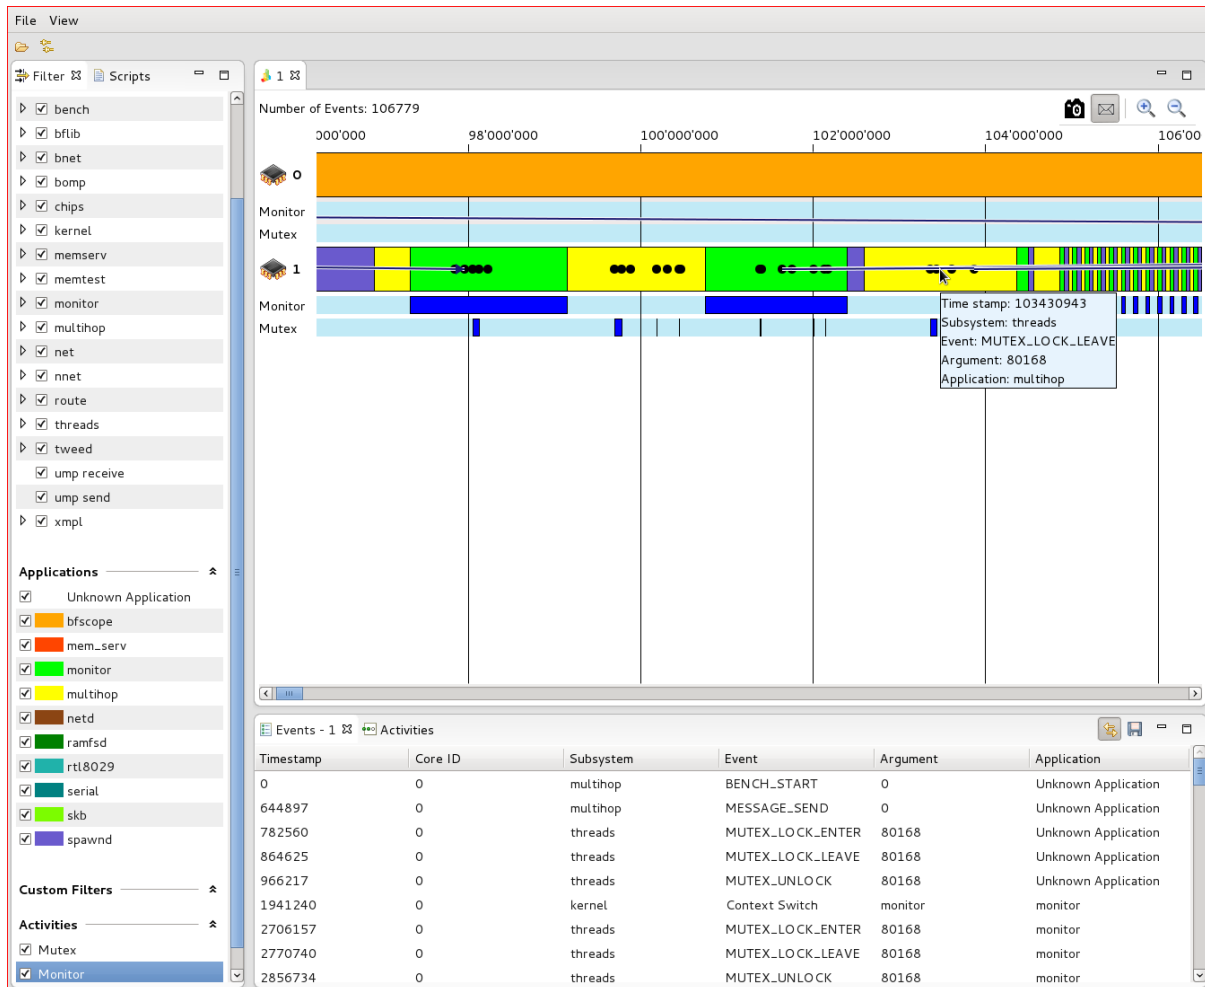 File View
Filter Scripts
bench
bflib
bnet
bomp
chips
kernel
memserv
memtest
monitor
multihop
net
nnet
route
threads
tweed
ump receive
ump send
xmpl
Applications
Unknown Application
bfscope
mem_serv
monitor
multihop
netd
ramfsd
rtl8029
serial
skb
spawnd
Custom Filters
Activities
Mutex
Monitor
1
Number of Events: 106779
000'000 98'000'000 100'000'000 102'000'000 104'000'000 106'00
0
Monitor
Mutex
1
Monitor
Mutex
Time stamp: 103430943
Subsystem: threads
Event: MUTEX_LOCK_LEAVE
Argument: 80168
Application: multihop
Events - 1 Activities
Timestamp Core ID Subsystem Event Argument Application
0 0 multihop BENCH_START 0 Unknown Application
644897 0 multihop MESSAGE_SEND 0 Unknown Application
782560 0 threads MUTEX_LOCK_ENTER 80168 Unknown Application
864625 0 threads MUTEX_LOCK_LEAVE 80168 Unknown Application
966217 0 threads MUTEX_UNLOCK 80168 Unknown Application
1941240 0 kernel Context Switch monitor monitor
2706157 0 threads MUTEX_LOCK_ENTER 80168 monitor
2770740 0 threads MUTEX_LOCK_LEAVE 80168 monitor
2856734 0 threads MUTEX_UNLOCK 80168 monitor